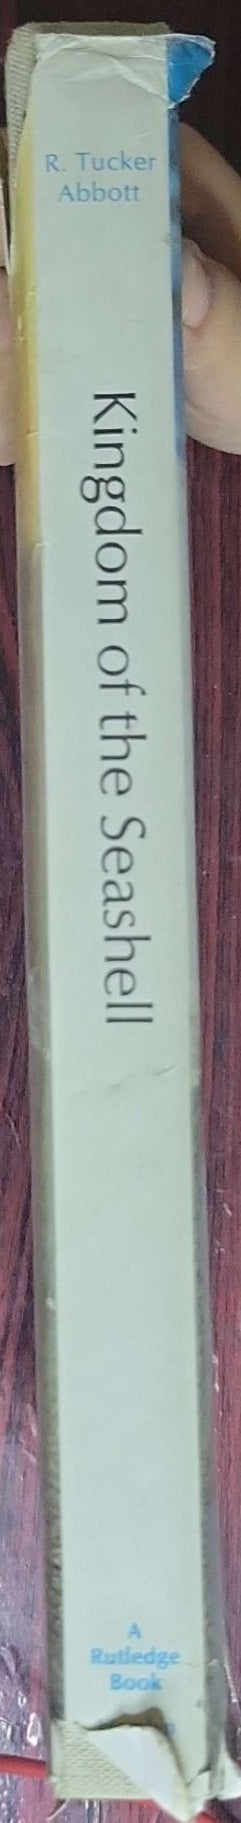 R. Tucker
Abbott
Kingdom of the Seashell
A
Rutledge
Book